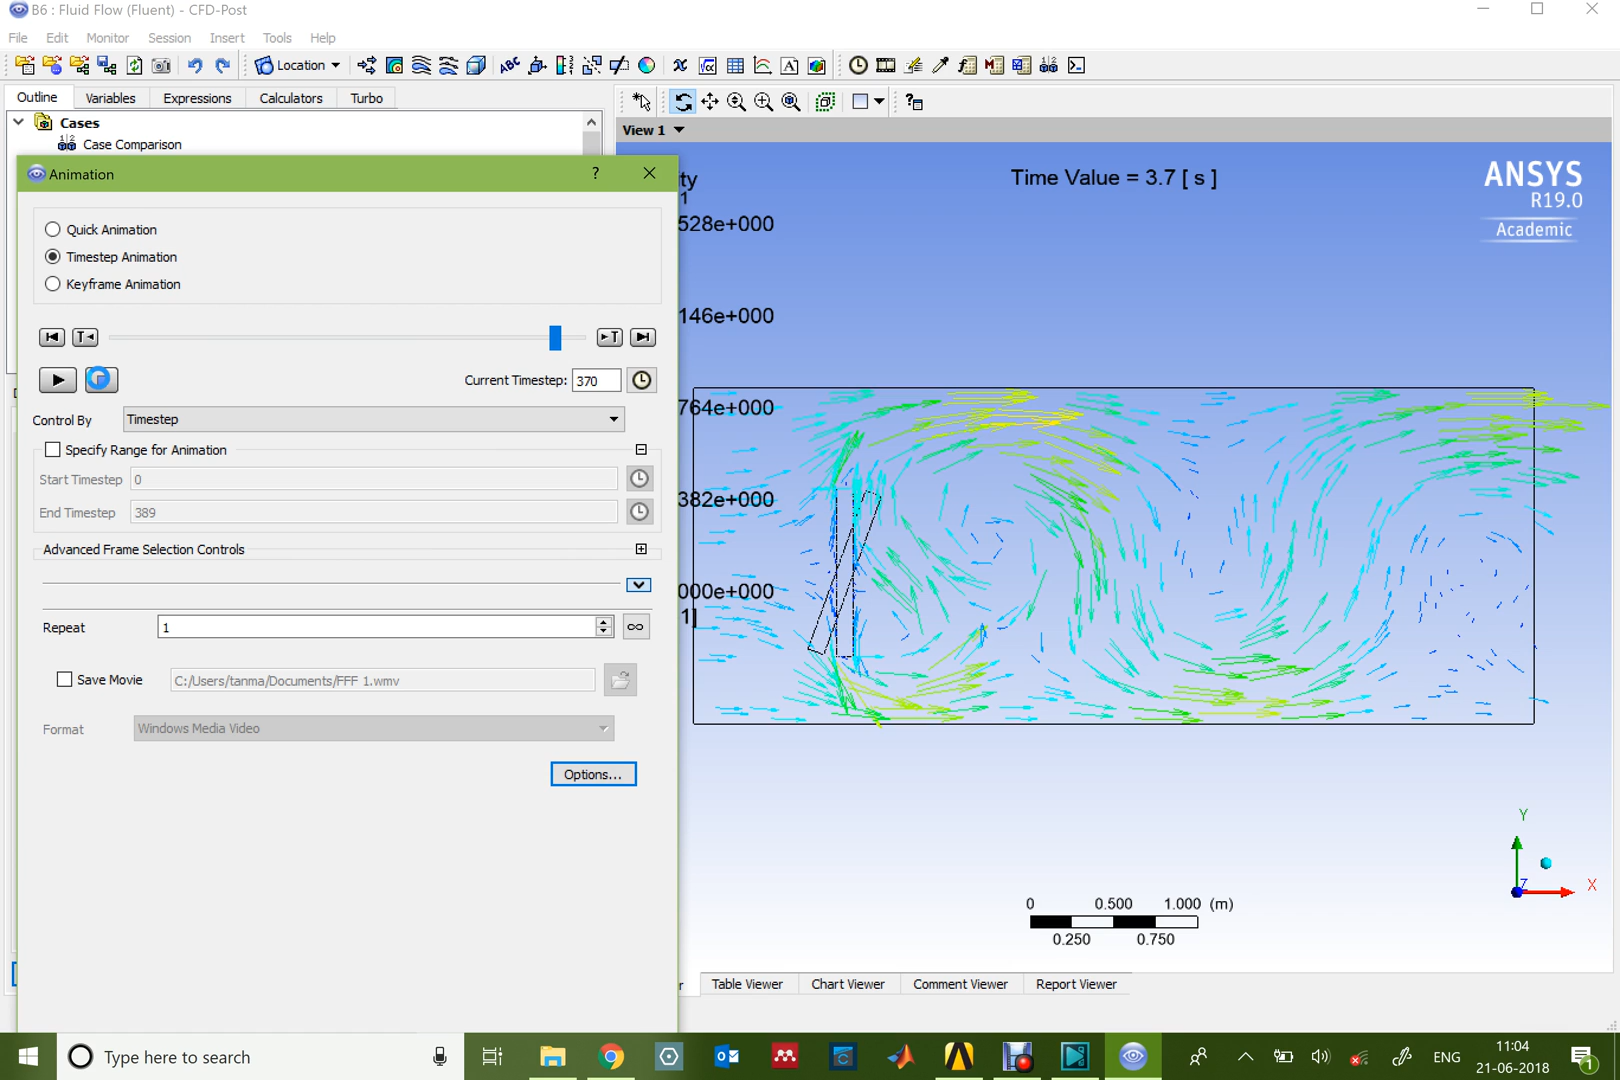 B6 : Fluid Flow (Fluent) - CFD-Post
File Edit Monitor Session Insert Tools Help
Location
Outline Variables Expressions Calculators Turbo
Cases
Case Comparison
View 1
Animation
?
Quick Animation
Timestep Animation
Keyframe Animation
Current Timestep: 370
Control By Timestep
Specify Range for Animation
Start Timestep 0
End Timestep 389
Advanced Frame Selection Controls
Repeat 1
Save Movie C:/Users/tanma/Documents/FFF 1.wmv
Format Windows Media Video
Options...
ity
1
528e+000
146e+000
764e+000
382e+000
000e+000
1]
Time Value = 3.7 [ s ]
ANSYS
R19.0
Academic
Y
Z
X
0 0.500 1.000 (m)
0.250 0.750
r Table Viewer Chart Viewer Comment Viewer Report Viewer
Type here to search
ENG
11:04
21-06-2018
1